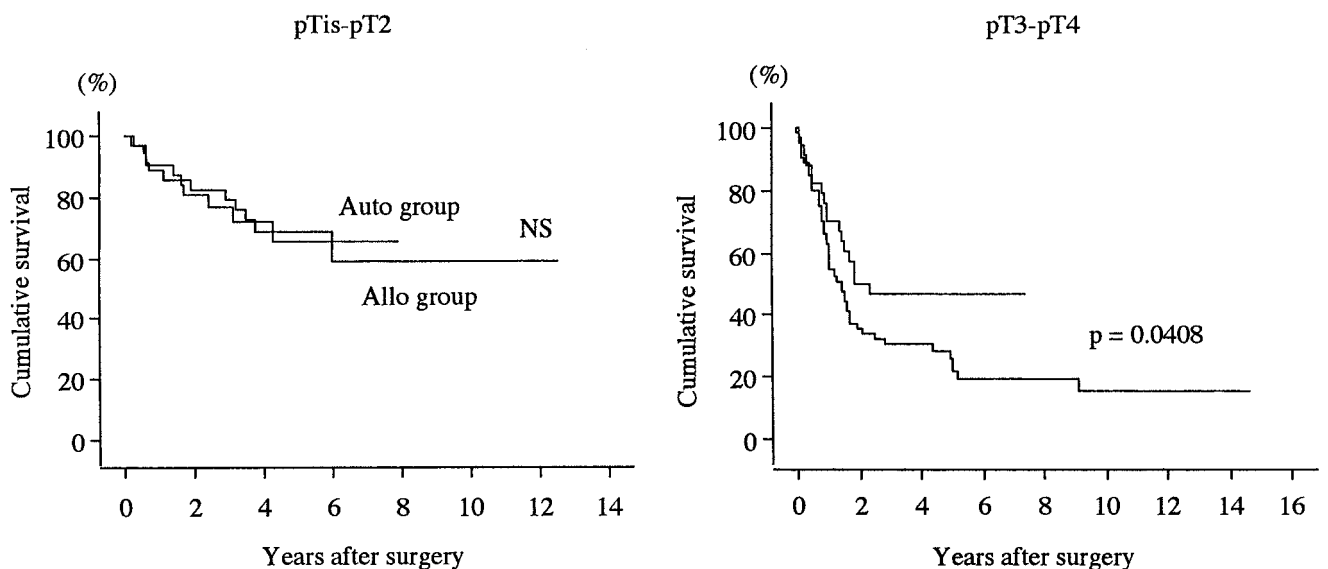 pTis-pT2
(%)
100
80
60
40
20
0
Cumulative survival
Auto group
NS
Allo group
0 2 4 6 8 10 12 14
Years after surgery
pT3-pT4
(%)
100
80
60
40
20
0
Cumulative survival
p = 0.0408
0 2 4 6 8 10 12 14 16
Years after surgery